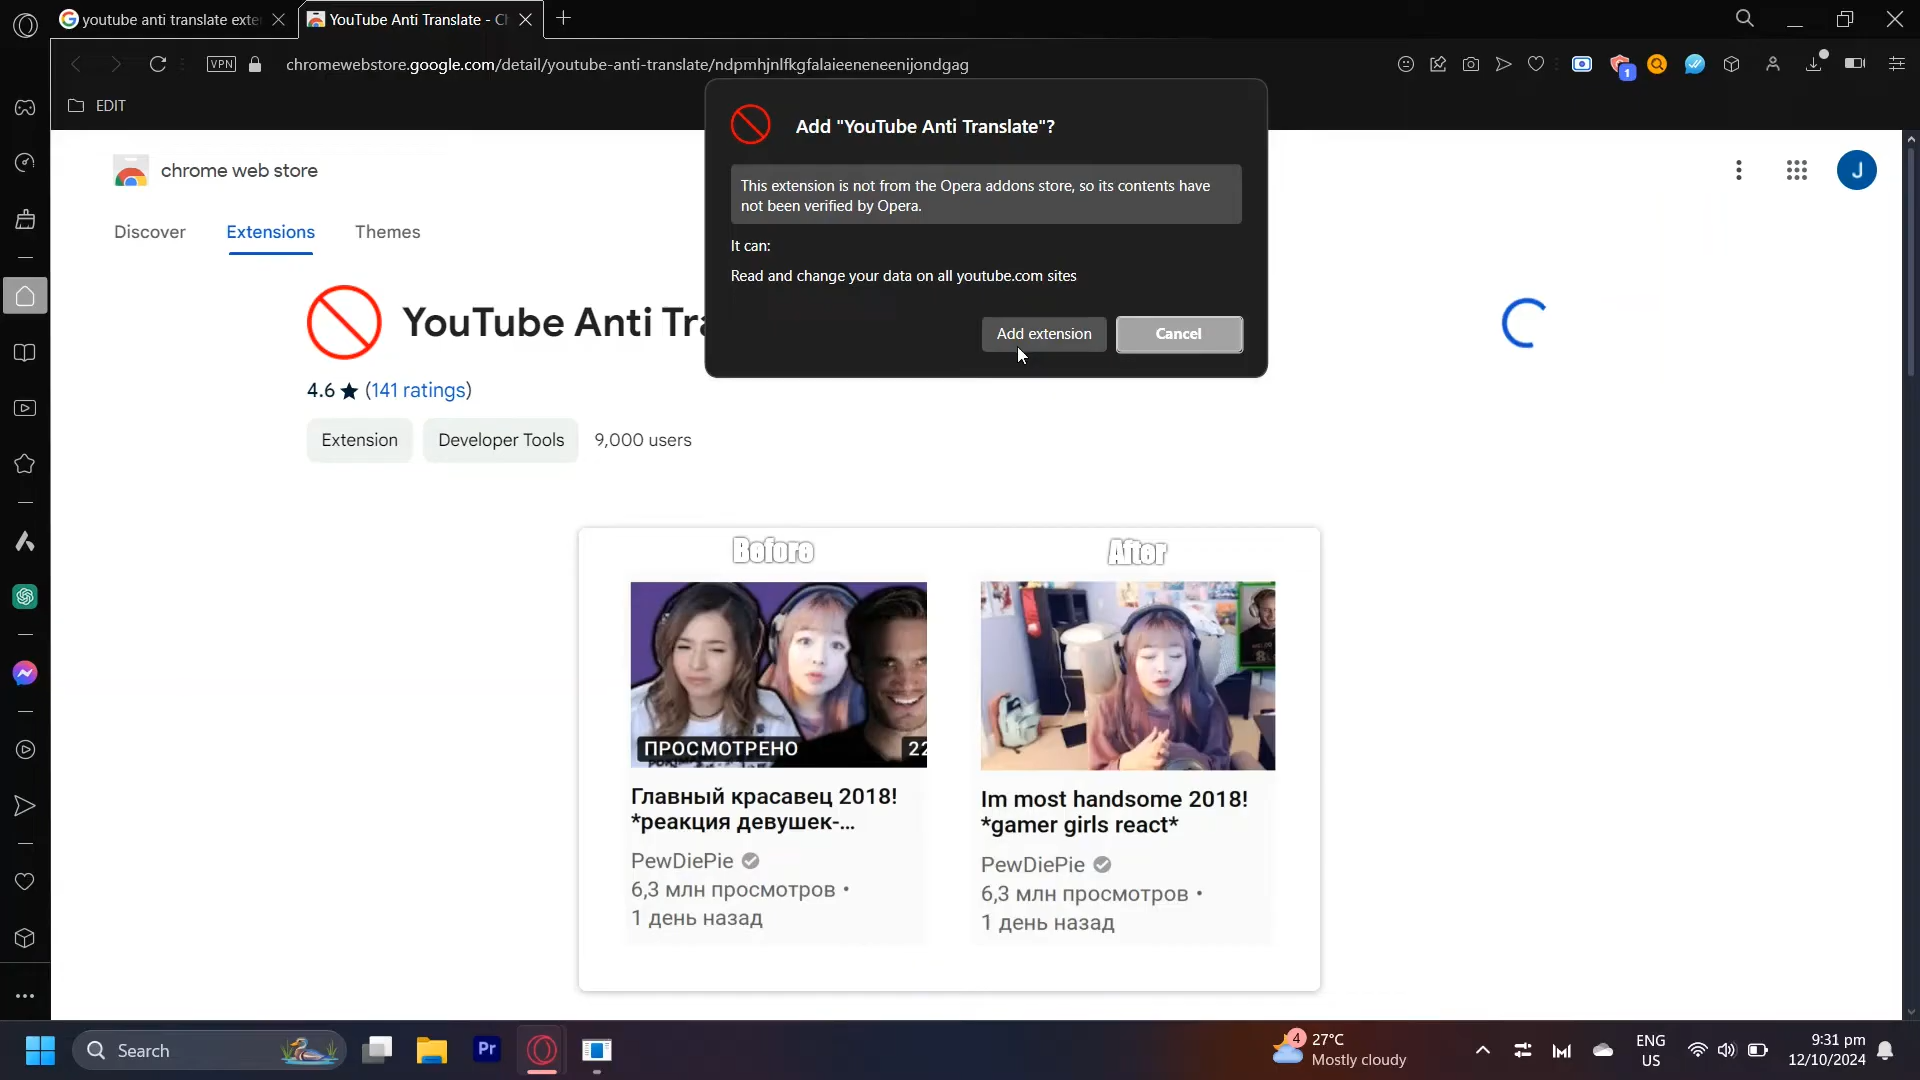 youtube anti translate exte
YouTube Anti Translate - Ch
VPN
chromewebstore.google.com/detail/youtube-anti-translate/ndpmhjnlfkgfalaieeneneenijondgag
1
EDIT
chrome web store
J
Discover
Extensions
Themes
Add "YouTube Anti Translate"?
This extension is not from the Opera addons store, so its contents have
not been verified by Opera.
It can:
Read and change your data on all youtube.com sites
Add extension
Cancel
YouTube Anti Tra
4.6 ★ (141 ratings)
Extension
Developer Tools
9,000 users
Before
After
ПРОСМОТРЕНО
22
Главный красавец 2018!
*реакция девушек-...
PewDiePie
6,3 млн просмотров •
1 день назад
Im most handsome 2018!
*gamer girls react*
PewDiePie
6,3 млн просмотров •
1 день назад
Search
Pr
4
27°C
Mostly cloudy
ENG
US
9:31 pm
12/10/2024